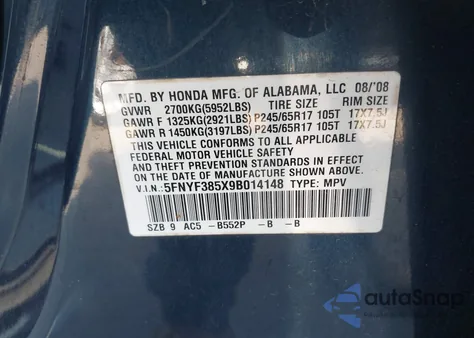 MFD. BY HONDA MFG. OF ALABAMA, LLC 08/'08
GVWR 2700KG(5952LBS) TIRE SIZE RIM SIZE
GAWR F 1325KG(2921LBS) P245/65R17 105T 17X7.5J
GAWR R 1450KG(3197LBS) P245/65R17 105T 17X7.5J
THIS VEHICLE CONFORMS TO ALL APPLICABLE
FEDERAL MOTOR VEHICLE SAFETY STANDARDS IN
EFFECT ON THE DATE OF MANUFACTURE SHOWN ABOVE.
V.I.N.: 5FNYF385X9B014148 TYPE: MPV
SZB 9 AC5 -B552P -B -B
autoSnap